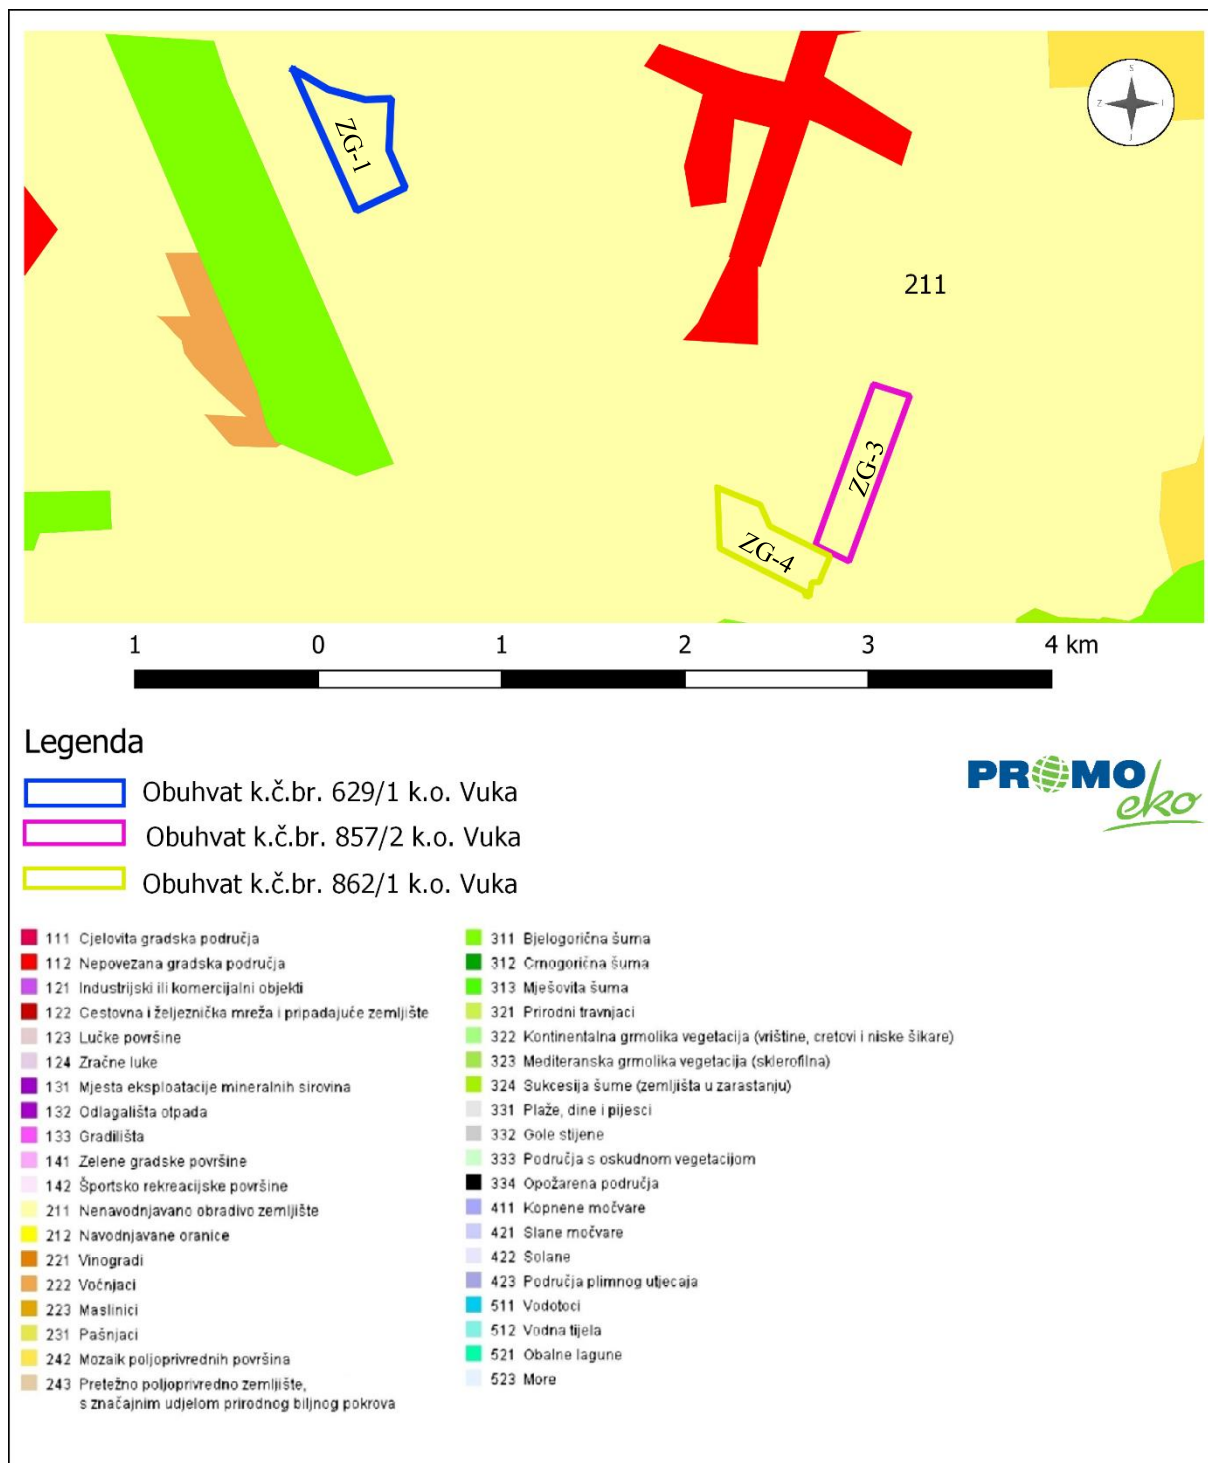 S
Z
I
J
ZG-1
211
ZG-3
ZG-4
1 0 1 2 3 4 km
Legenda
Obuhvat k.č.br. 629/1 k.o. Vuka
Obuhvat k.č.br. 857/2 k.o. Vuka
Obuhvat k.č.br. 862/1 k.o. Vuka
PROMO
eko
111 Cjelovita gradska područja
112 Nepovezana gradska područja
121 Industrijski ili komercijalni objekti
122 Cestovna i željeznička mreža i pripadajuće zemljište
123 Lučke površine
124 Zračne luke
131 Mjesta eksploatacije mineralnih sirovina
132 Odlagališta otpada
133 Gradilišta
141 Zelene gradske površine
142 Športsko rekreacijske površine
211 Nenavodnjavano obradivo zemljište
212 Navodnjavane oranice
221 Vinogradi
222 Voćnjaci
223 Maslinici
231 Pašnjaci
242 Mozaik poljoprivrednih površina
243 Pretežno poljoprivredno zemljište,
s značajnim udjelom prirodnog biljnog pokrova
311 Bjelogorična šuma
312 Crnogorična šuma
313 Mješovita šuma
321 Prirodni travnjaci
322 Kontinentalna grmolika vegetacija (vrištine, cretovi i niske šikare)
323 Mediteranska grmolika vegetacija (sklerofilna)
324 Sukcesija šume (zemljišta u zarastanju)
331 Plaže, dine i pijesci
332 Gole stijene
333 Područja s oskudnom vegetacijom
334 Opožarena područja
411 Kopnene močvare
421 Slane močvare
422 Solane
423 Područja plimnog utjecaja
511 Vodotoci
512 Vodna tijela
521 Obalne lagune
523 More